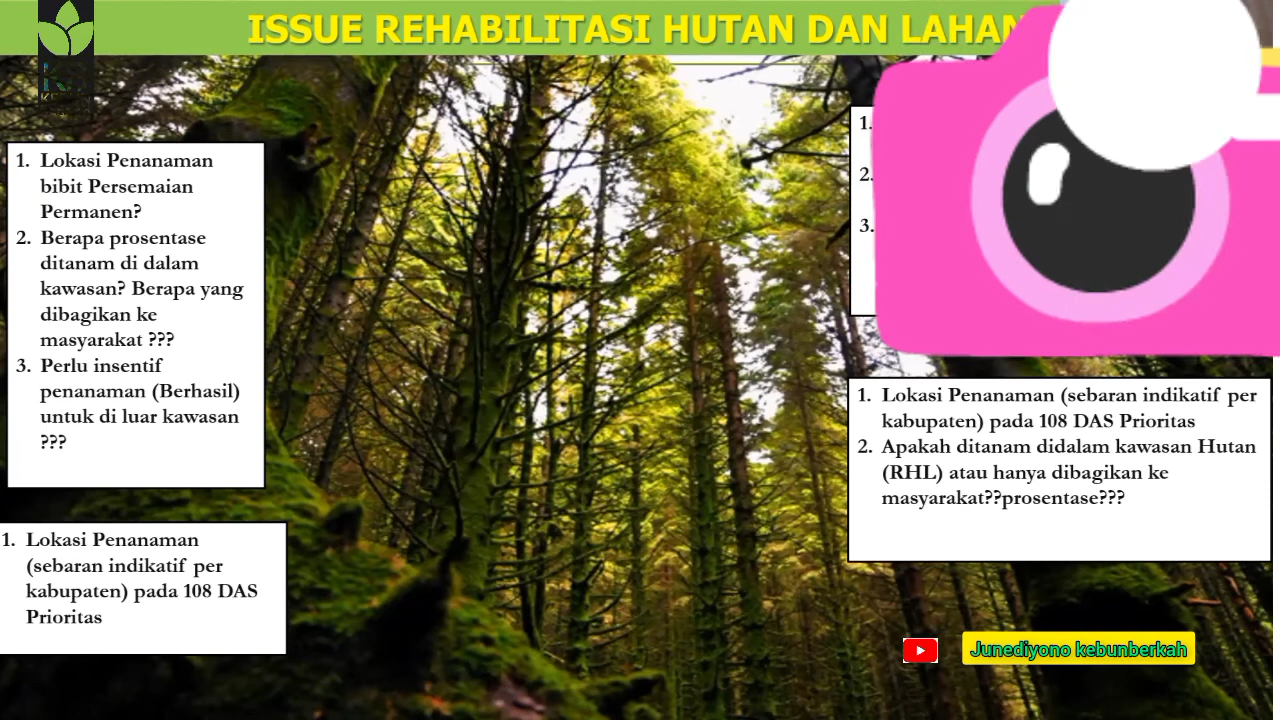 ISSUE REHABILITASI HUTAN DAN LAHAN
1. Lokasi Penanaman
bibit Persemaian
Permanen?
2. Berapa prosentase
ditanam di dalam
kawasan? Berapa yang
dibagikan ke
masyarakat ???
3. Perlu insentif
penanaman (Berhasil)
untuk di luar kawasan
???
1. Lokasi Penanaman
(sebaran indikatif per
kabupaten) pada 108 DAS
Prioritas
1.
2.
3.
1. Lokasi Penanaman (sebaran indikatif per
kabupaten) pada 108 DAS Prioritas
2. Apakah ditanam didalam kawasan Hutan
(RHL) atau hanya dibagikan ke
masyarakat??prosentase???
Junediyono kebunberkah